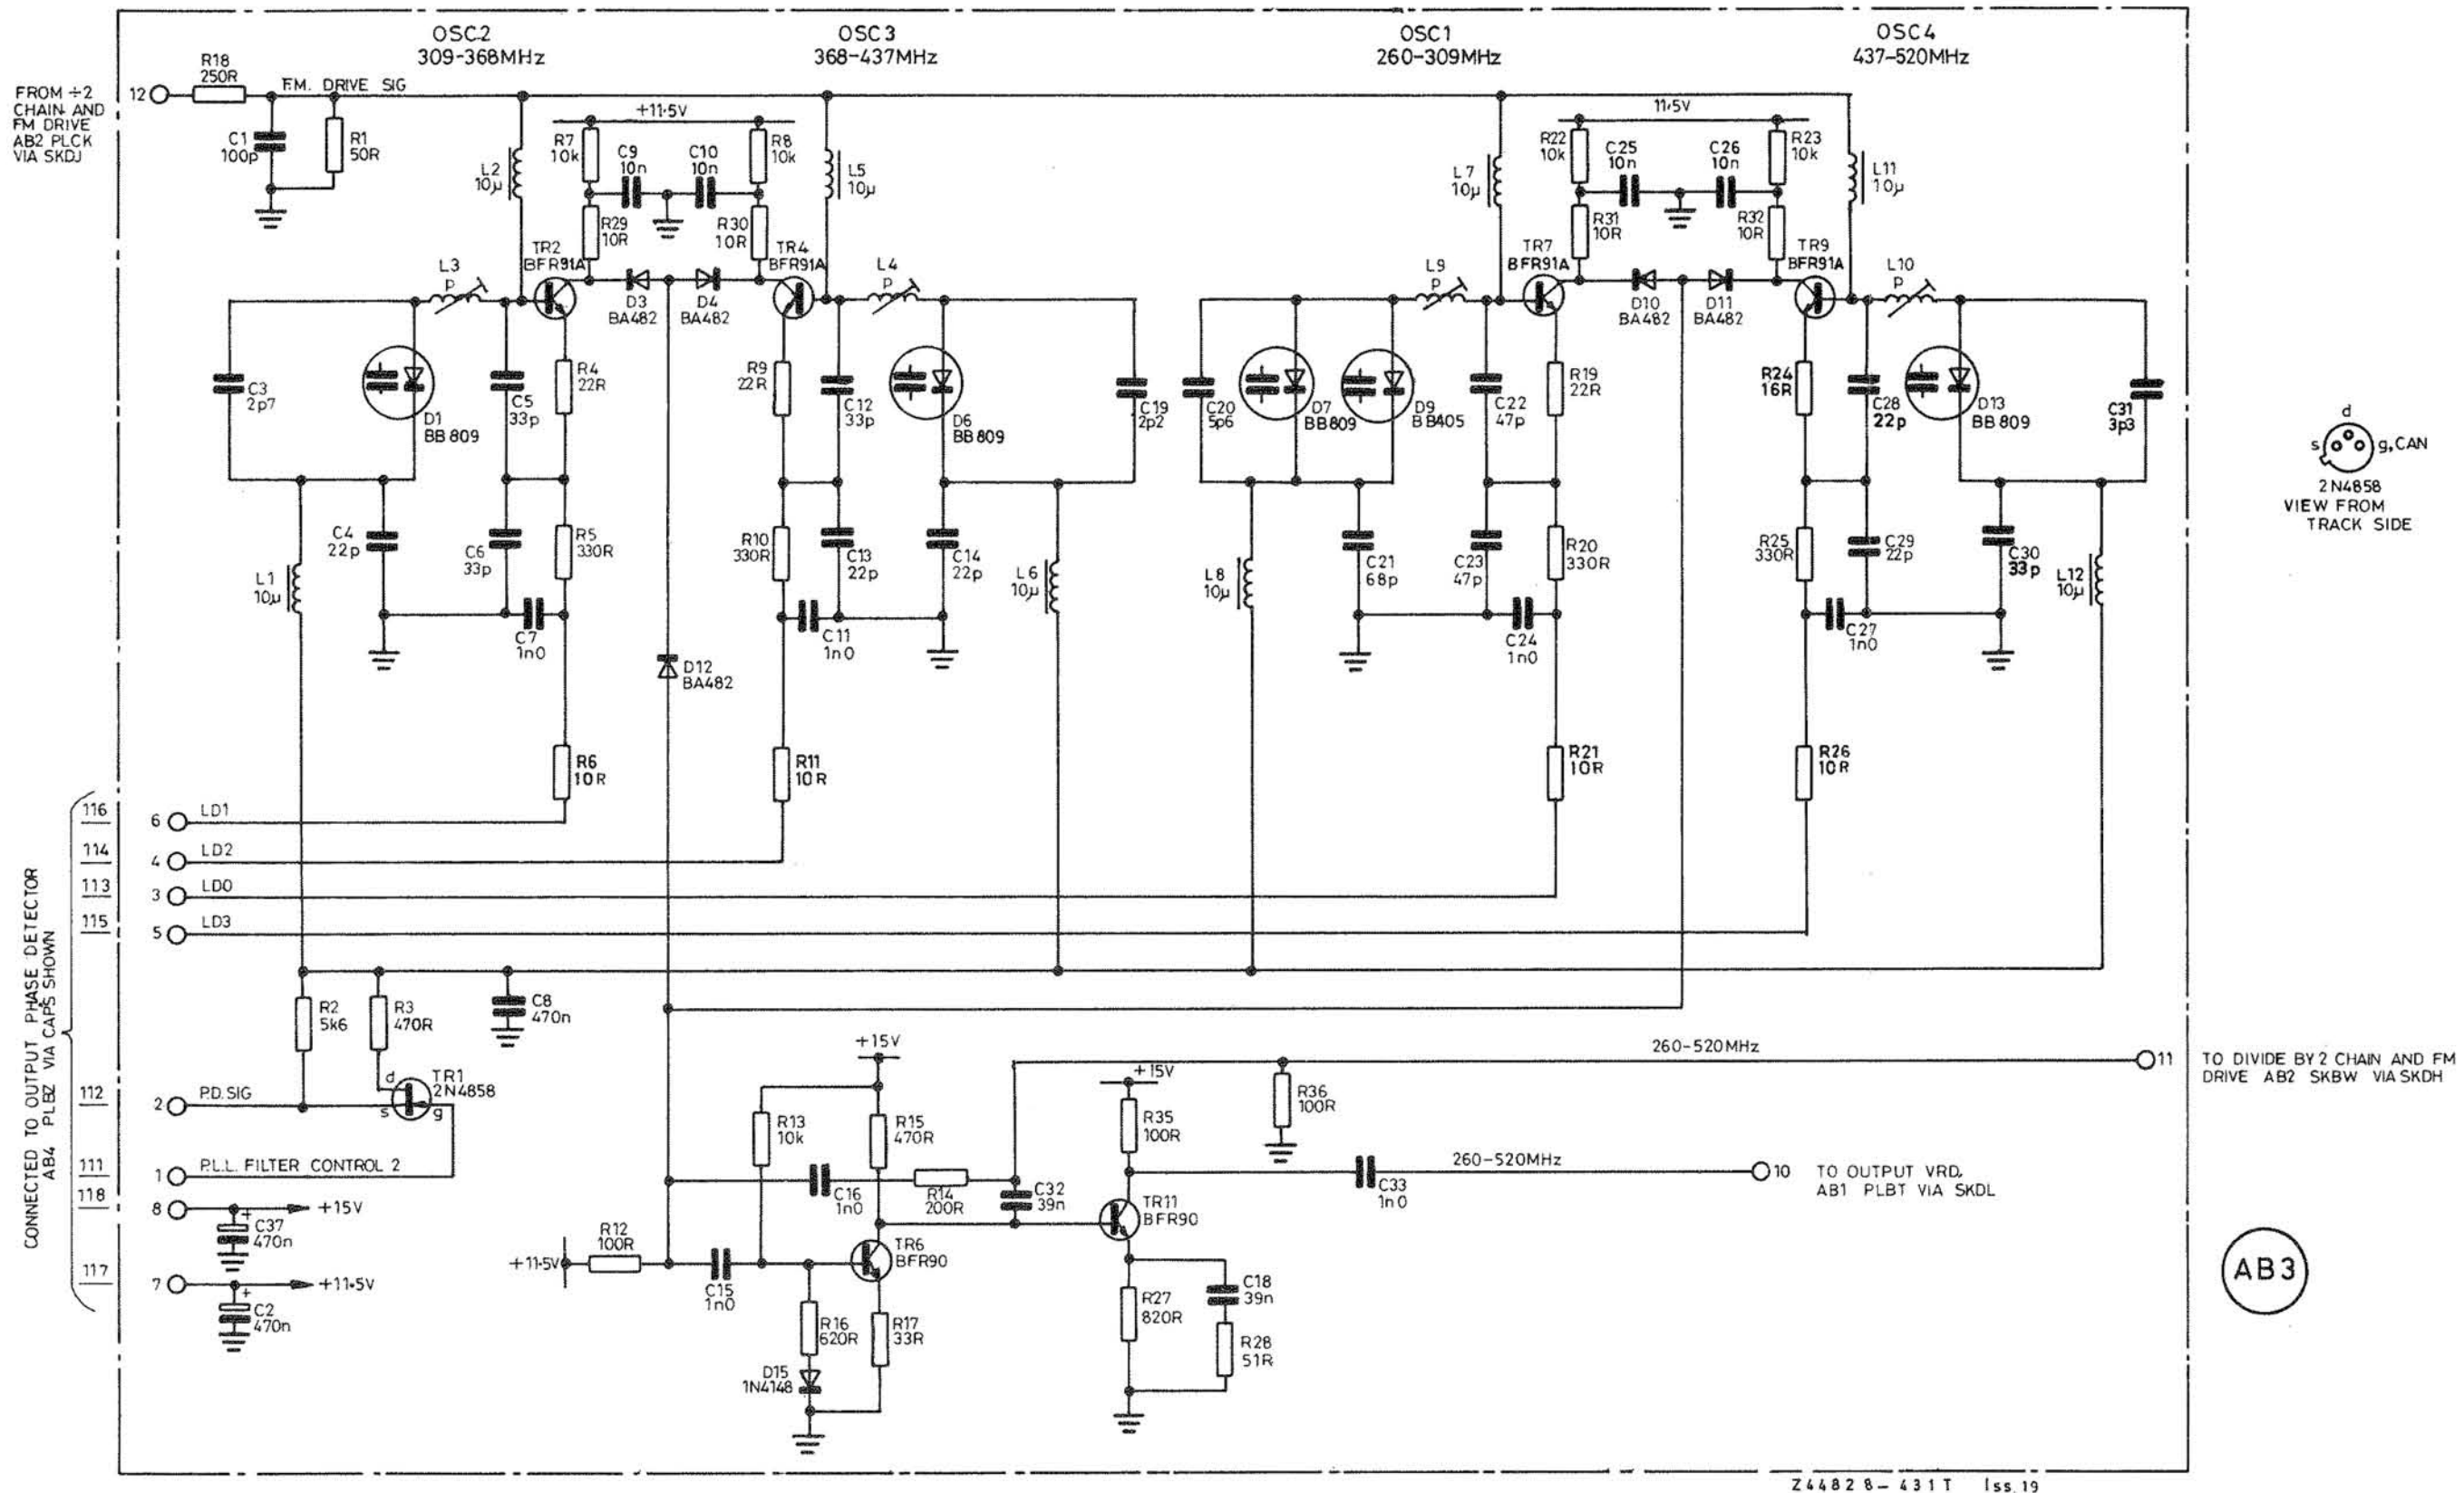 OSC2
309-368MHz
OSC3
368-437MHz
OSC1
260-309MHz
OSC4
437-520MHz
FROM ÷2
CHAIN AND
FM DRIVE
AB2 PLCK
VIA SKDJ
12
R18
250R
F.M. DRIVE SIG
C1
100p
R1
50R
L2
10µ
+11·5V
R7
10k
C9
10n
C10
10n
R8
10k
L5
10µ
R29
10R
R30
10R
TR2
BFR91A
TR4
BFR91A
D3
BA482
D4
BA482
L3
P
L4
P
C3
2p7
D1
BB809
C5
33p
R4
22R
R9
22R
C12
33p
D6
BB809
C19
2p2
C4
22p
C6
33p
R5
330R
R10
330R
C13
22p
C14
22p
L1
10µ
C7
1n0
C11
1n0
L6
10µ
D12
BA482
R6
10R
R11
10R
11·5V
L7
10µ
R22
10k
C25
10n
C26
10n
R23
10k
L11
10µ
R31
10R
R32
10R
TR7
BFR91A
TR9
BFR91A
D10
BA482
D11
BA482
L9
P
L10
P
C20
5p6
D7
BB809
D9
BB405
C22
47p
R19
22R
R24
16R
C28
22p
D13
BB809
C31
3p3
L8
10µ
C21
68p
C23
47p
R20
330R
R25
330R
C29
22p
C30
33p
L12
10µ
C24
1n0
C27
1n0
R21
10R
R26
10R
d
s
g, CAN
2N4858
VIEW FROM
TRACK SIDE
CONNECTED TO OUTPUT PHASE DETECTOR
AB4 PLBZ VIA CAPS SHOWN
116
6
LD1
114
4
LD2
113
3
LD0
115
5
LD3
R2
5k6
R3
470R
C8
470n
112
2
P.D. SIG
d
s
g
TR1
2N4858
111
1
P.L.L. FILTER CONTROL 2
118
8
+15V
+
C37
470n
117
7
+11·5V
+
C2
470n
+15V
R13
10k
R15
470R
C16
1n0
R14
200R
C32
39n
+11·5V
R12
100R
C15
1n0
TR6
BFR90
R16
620R
R17
33R
D15
1N4148
+15V
R35
100R
TR11
BFR90
R27
820R
C18
39n
R28
51R
R36
100R
260-520MHz
11
TO DIVIDE BY 2 CHAIN AND FM
DRIVE AB2 SKBW VIA SKDH
C33
1n0
260-520MHz
10
TO OUTPUT VRD.
AB1 PLBT VIA SKDL
AB3
Z44828-431T Iss.19